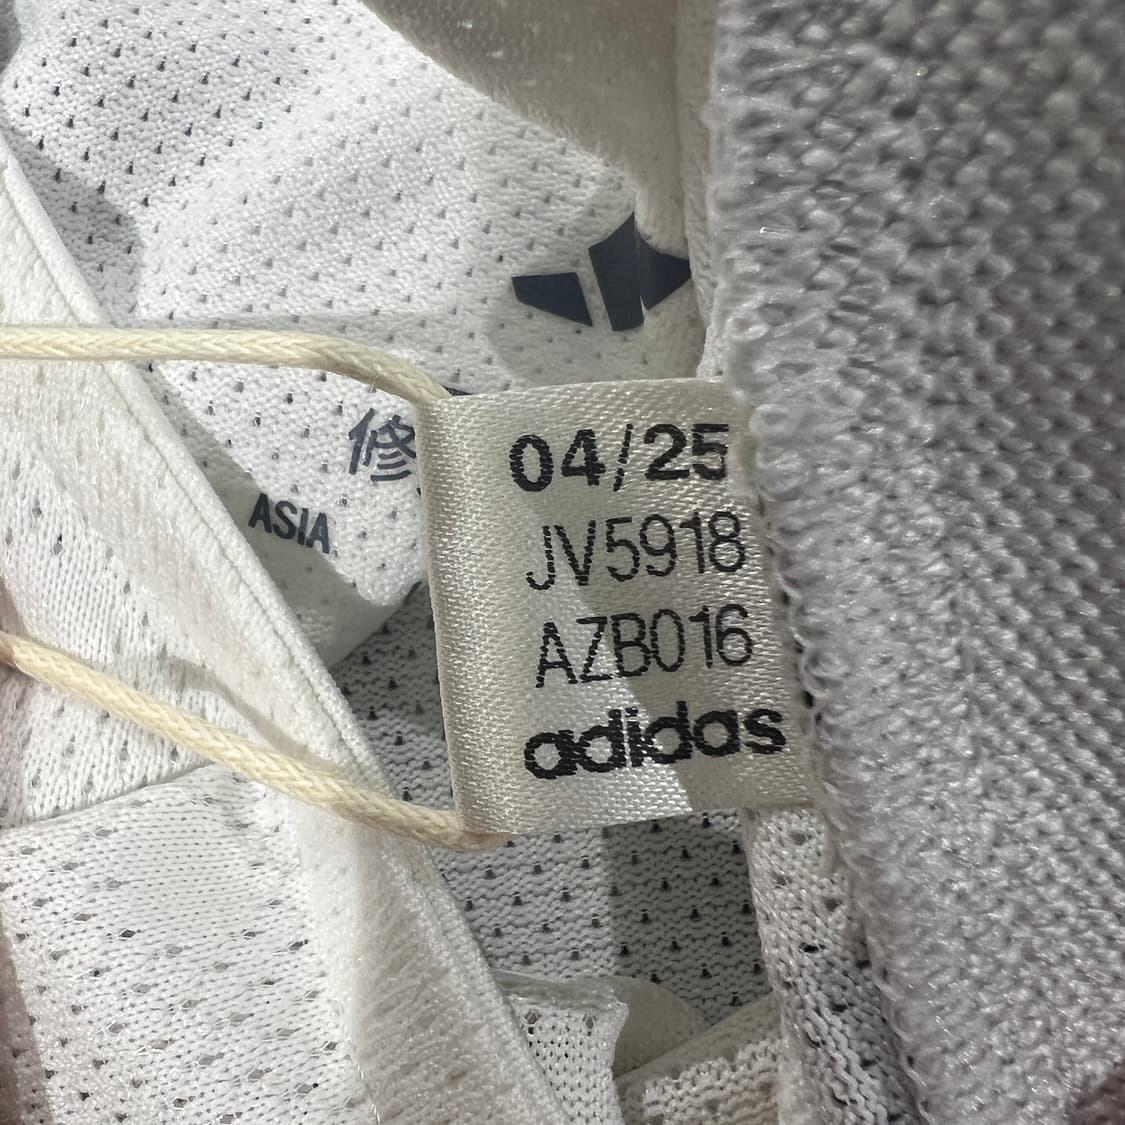 修
ASIA
04/25
JV5918
AZB016
adidas